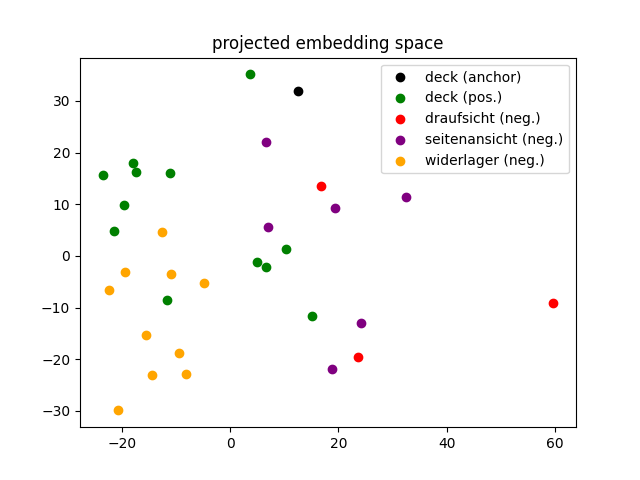 projected embedding space
deck (anchor)
deck (pos.)
draufsicht (neg.)
seitenansicht (neg.)
widerlager (neg.)
30
20
10
0
−10
−20
−30
−20 0 20 40 60